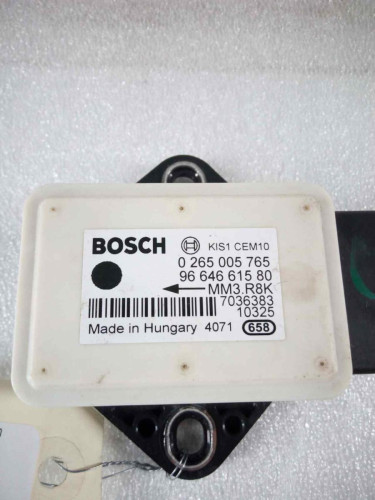 BOSCH KIS1 CEM10
0 265 005 765
96 646 615 80
MM3.R8K
7036383
10325
Made in Hungary 4071 658